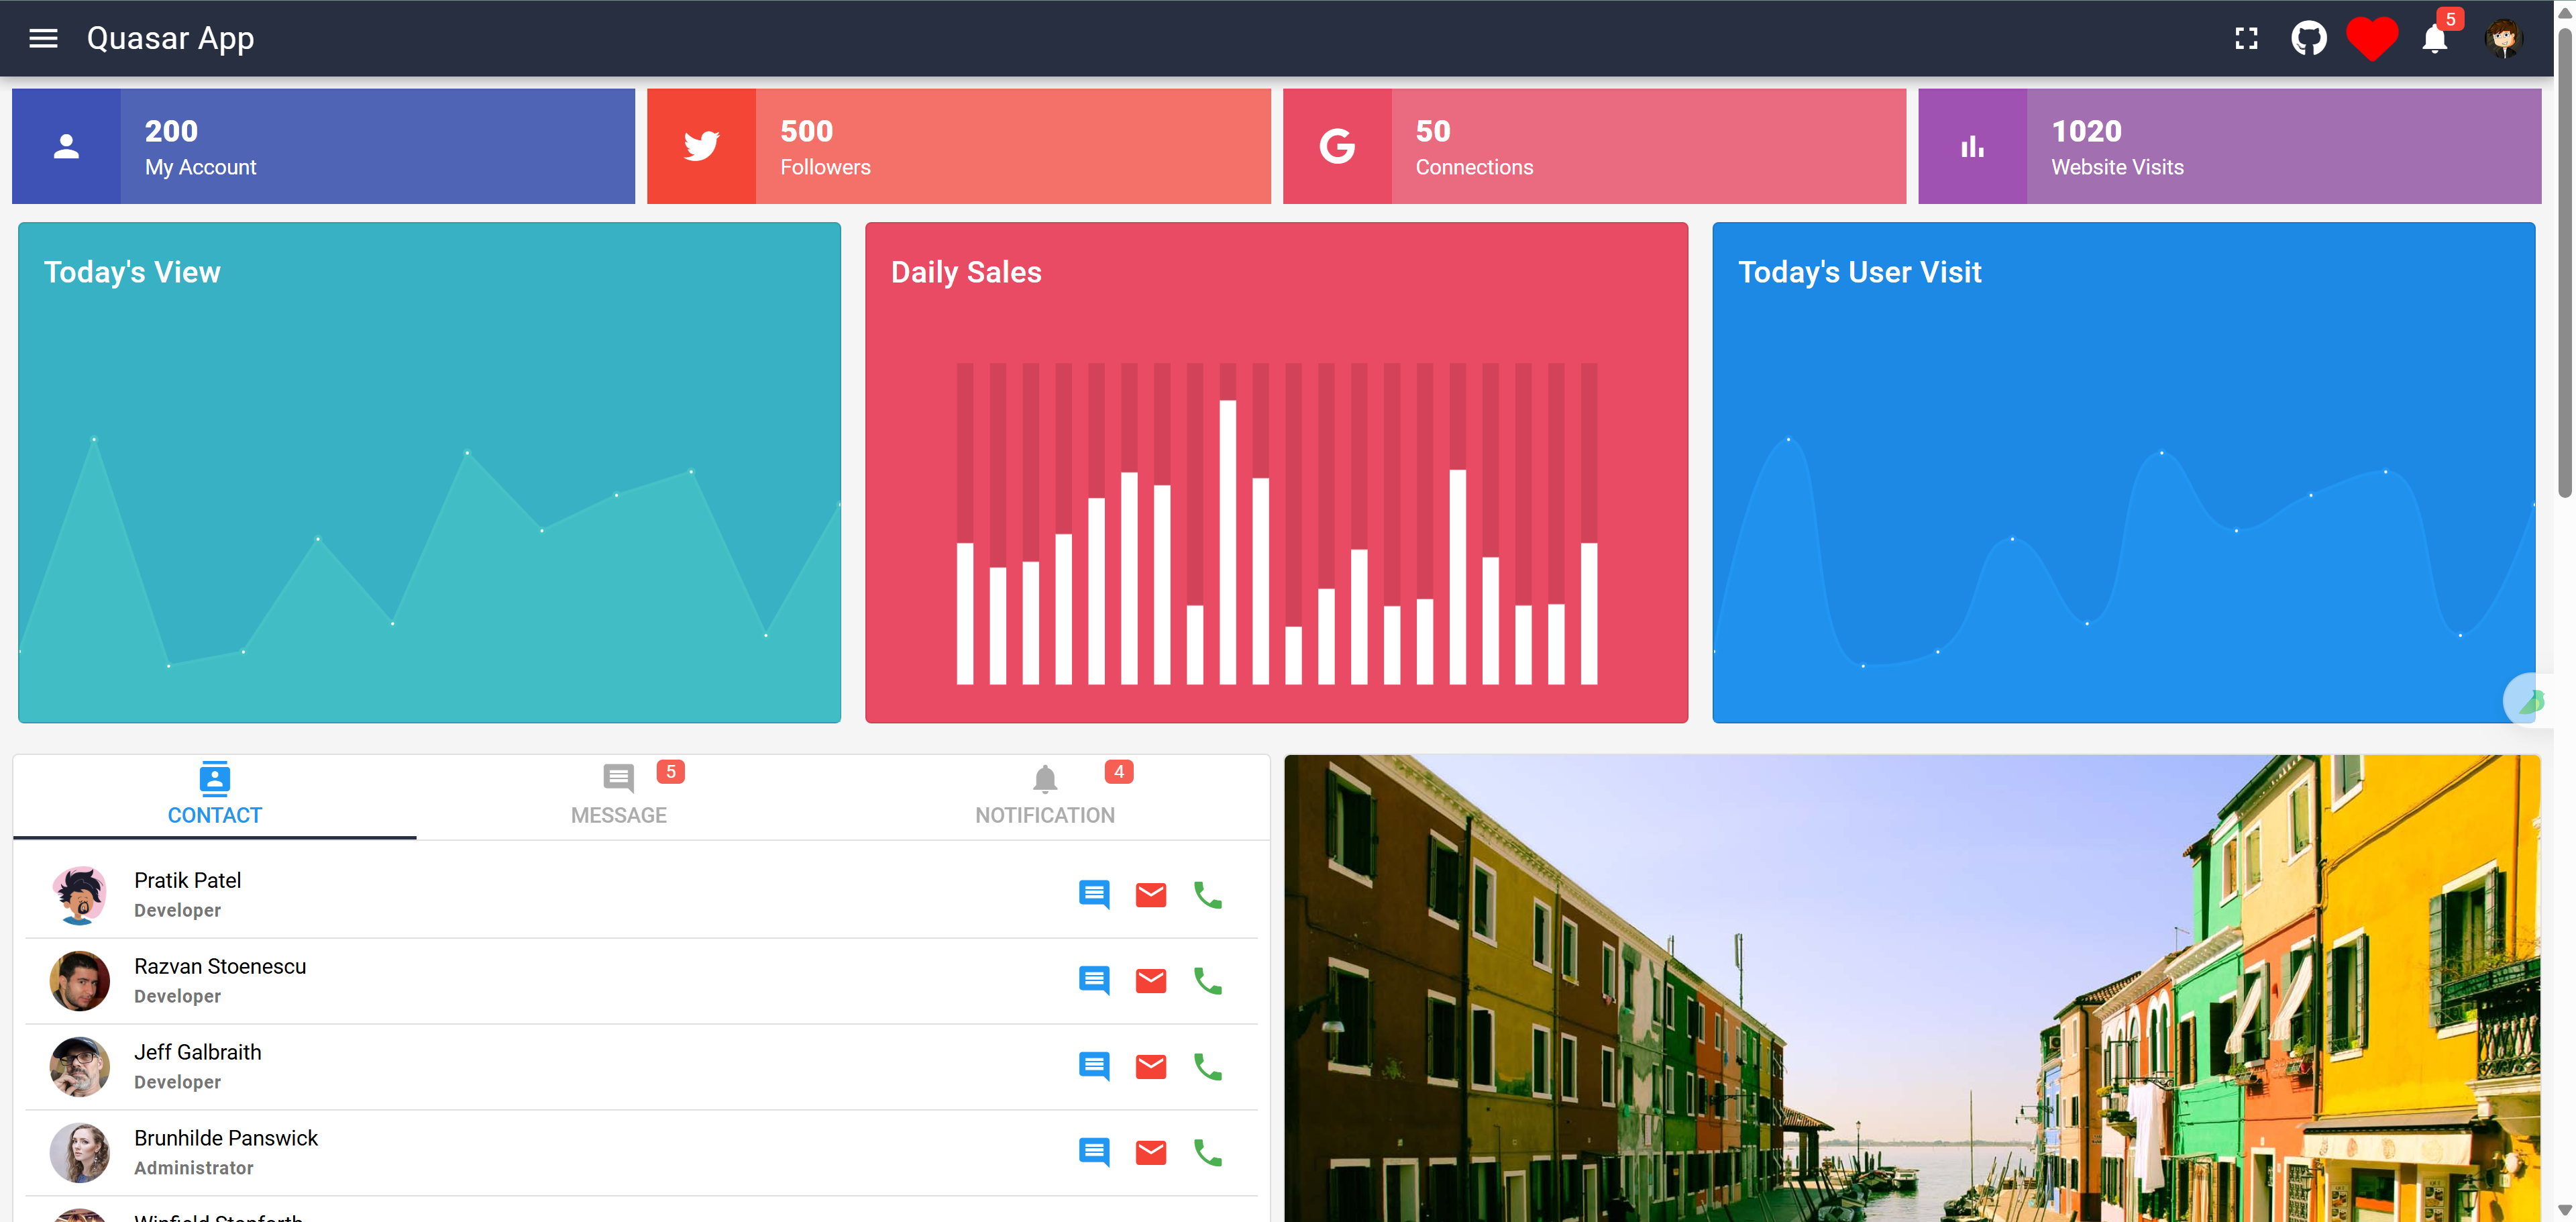 Quasar App
5
200
My Account
500
Followers
50
Connections
1020
Website Visits
Today's View
Daily Sales
Today's User Visit
CONTACT
5
MESSAGE
4
NOTIFICATION
Pratik Patel
Developer
Razvan Stoenescu
Developer
Jeff Galbraith
Developer
Brunhilde Panswick
Administrator